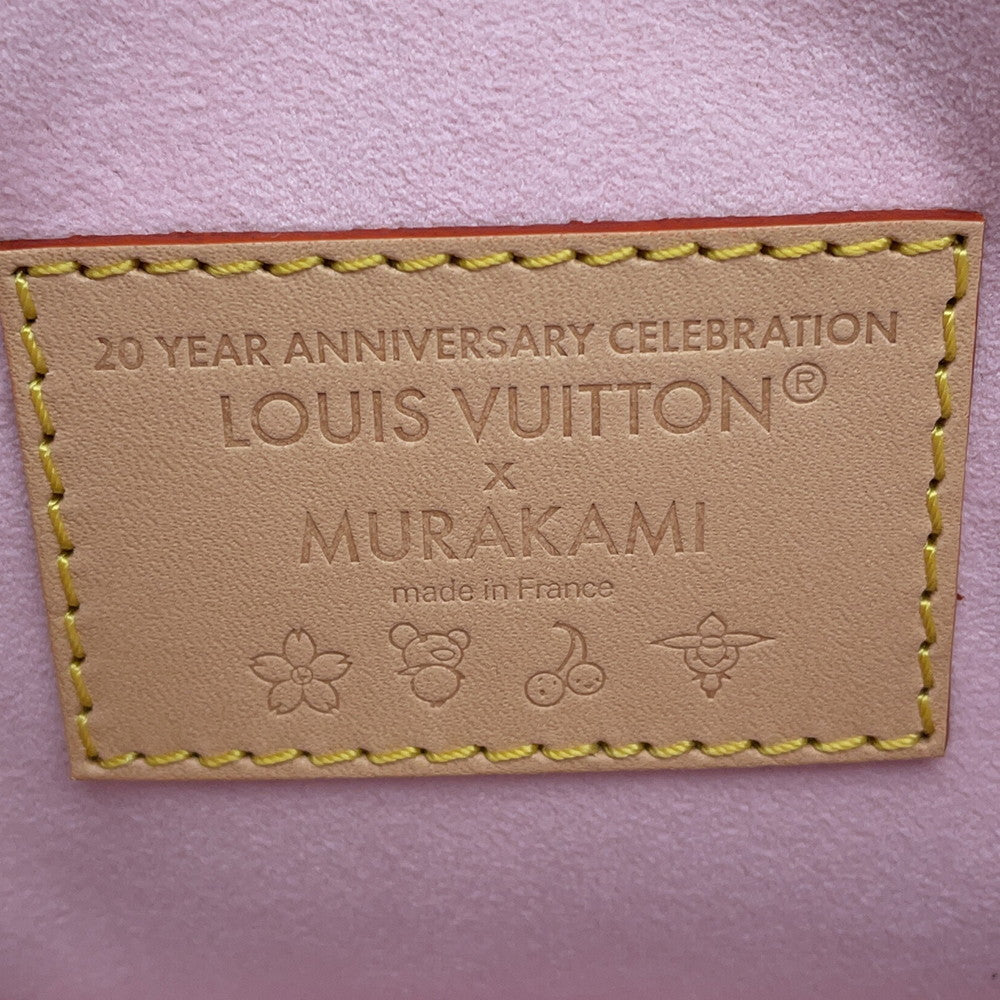 20 YEAR ANNIVERSARY CELEBRATION
LOUIS VUITTON®
x
MURAKAMI
made in France